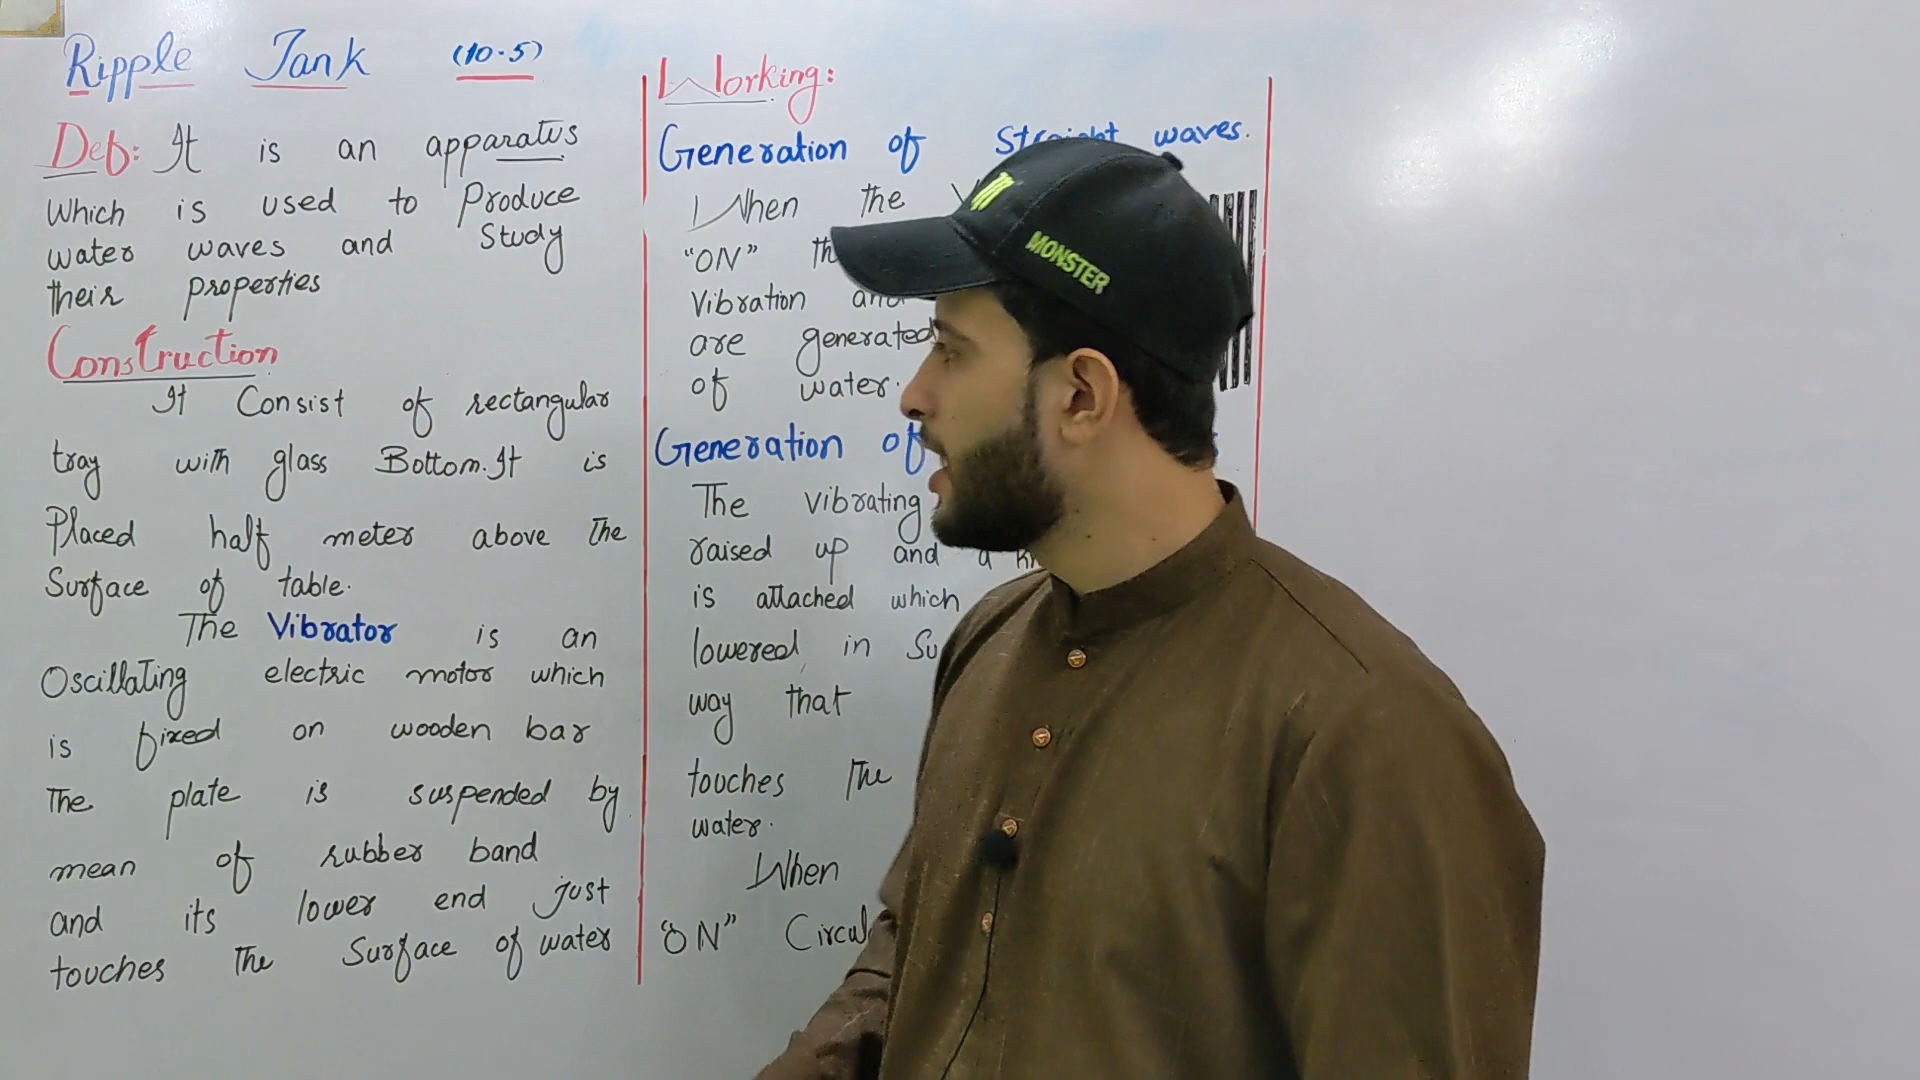 Ripple Tank (10.5)
Def: It is an apparatus
which is used to Produce
water waves and Study
their properties
Construction
It Consist of rectangular
tray with glass Bottom. It is
Placed half meter above the
Surface of table.
The Vibrator is an
Oscillating electric motor which
is fixed on wooden bar
The plate is suspended by
mean of rubber band
and its lower end just
touches the Surface of water
Working:
Generation of Straight waves.
When the
"ON"
Vibration and
are generated
of water.
Generation of
The vibrating
raised up and a
is attached which
lowered in
way that
touches the
water.
When
"ON"
MONSTER